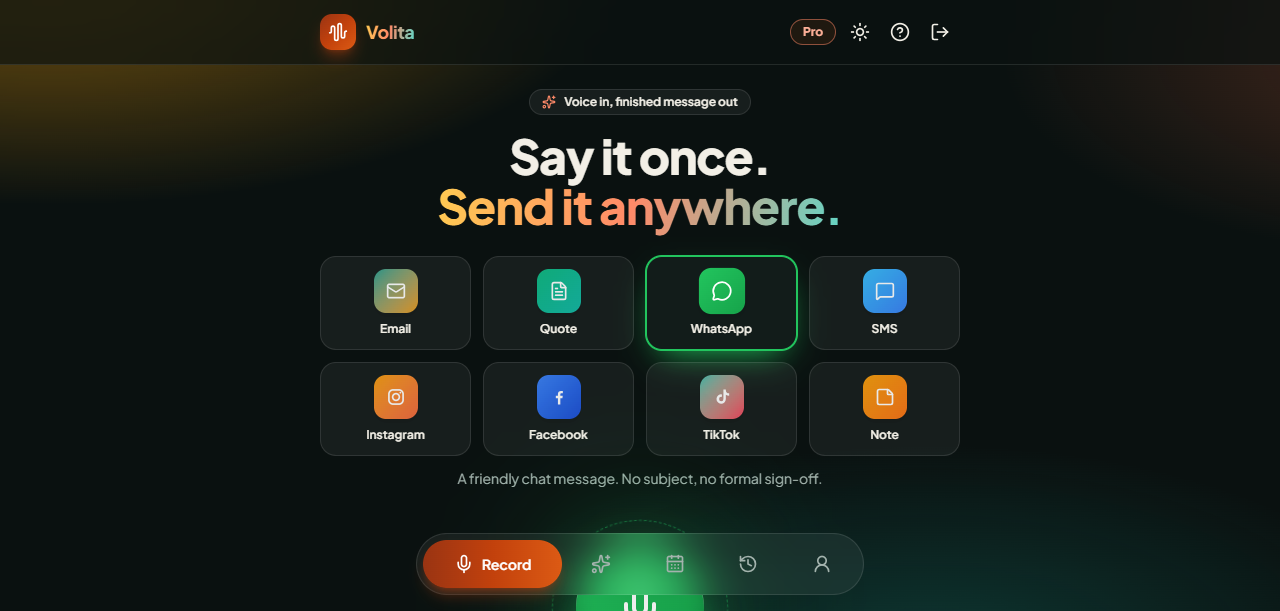 Volita
Pro
Voice in, finished message out
Say it once.
Send it anywhere.
Email
Quote
WhatsApp
SMS
Instagram
Facebook
TikTok
Note
A friendly chat message. No subject, no formal sign-off.
Record